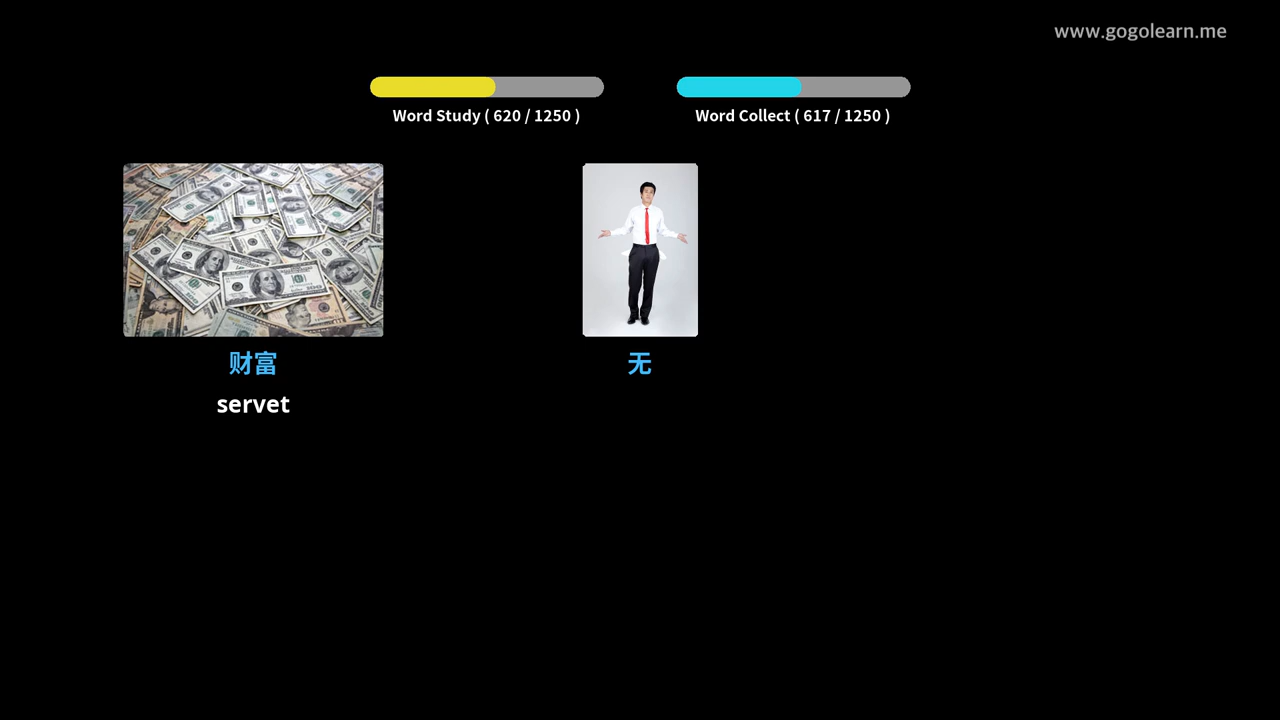 www.gogolearn.me
Word Study ( 620 / 1250 )
Word Collect ( 617 / 1250 )
财富
无
servet